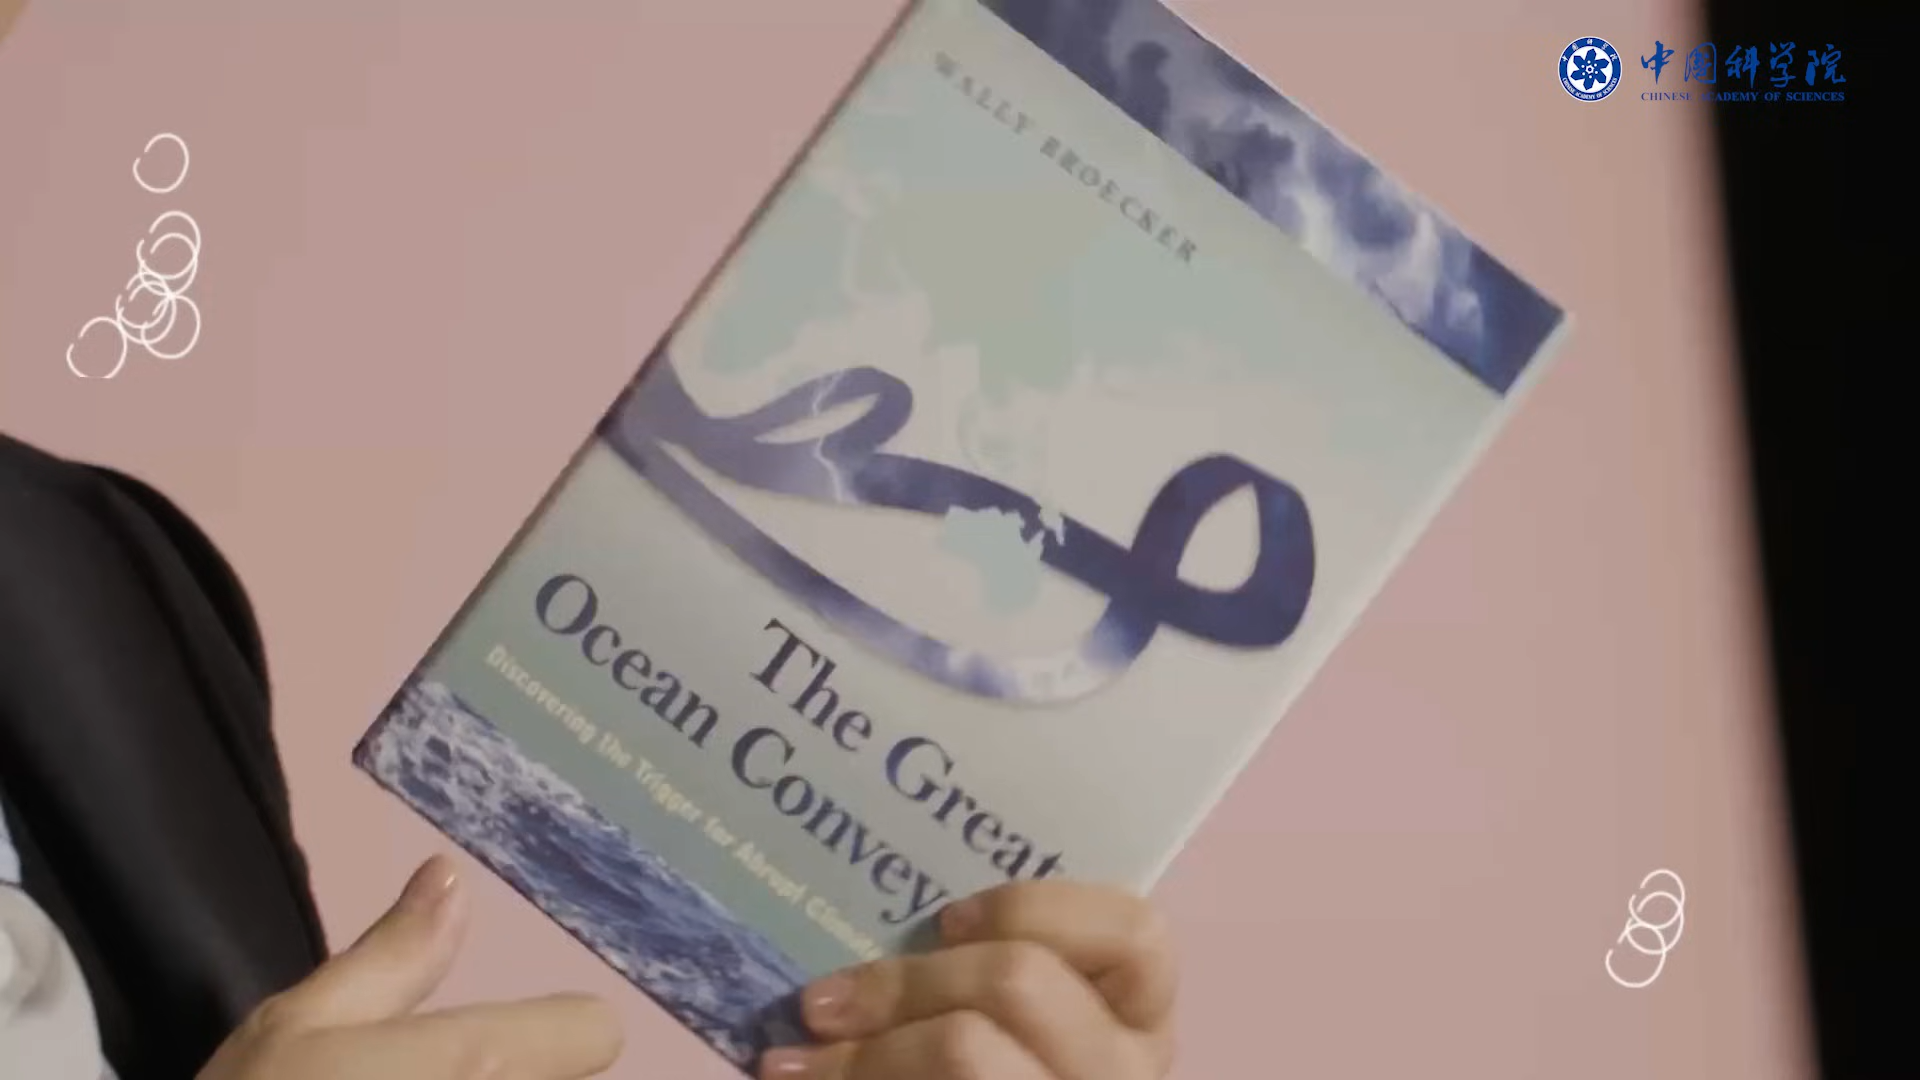 中国科学院
CHINESE ACADEMY OF SCIENCES
WALLY BROECKER
The Great
Ocean Convey
Discovering the Trigger for Abrupt Climate